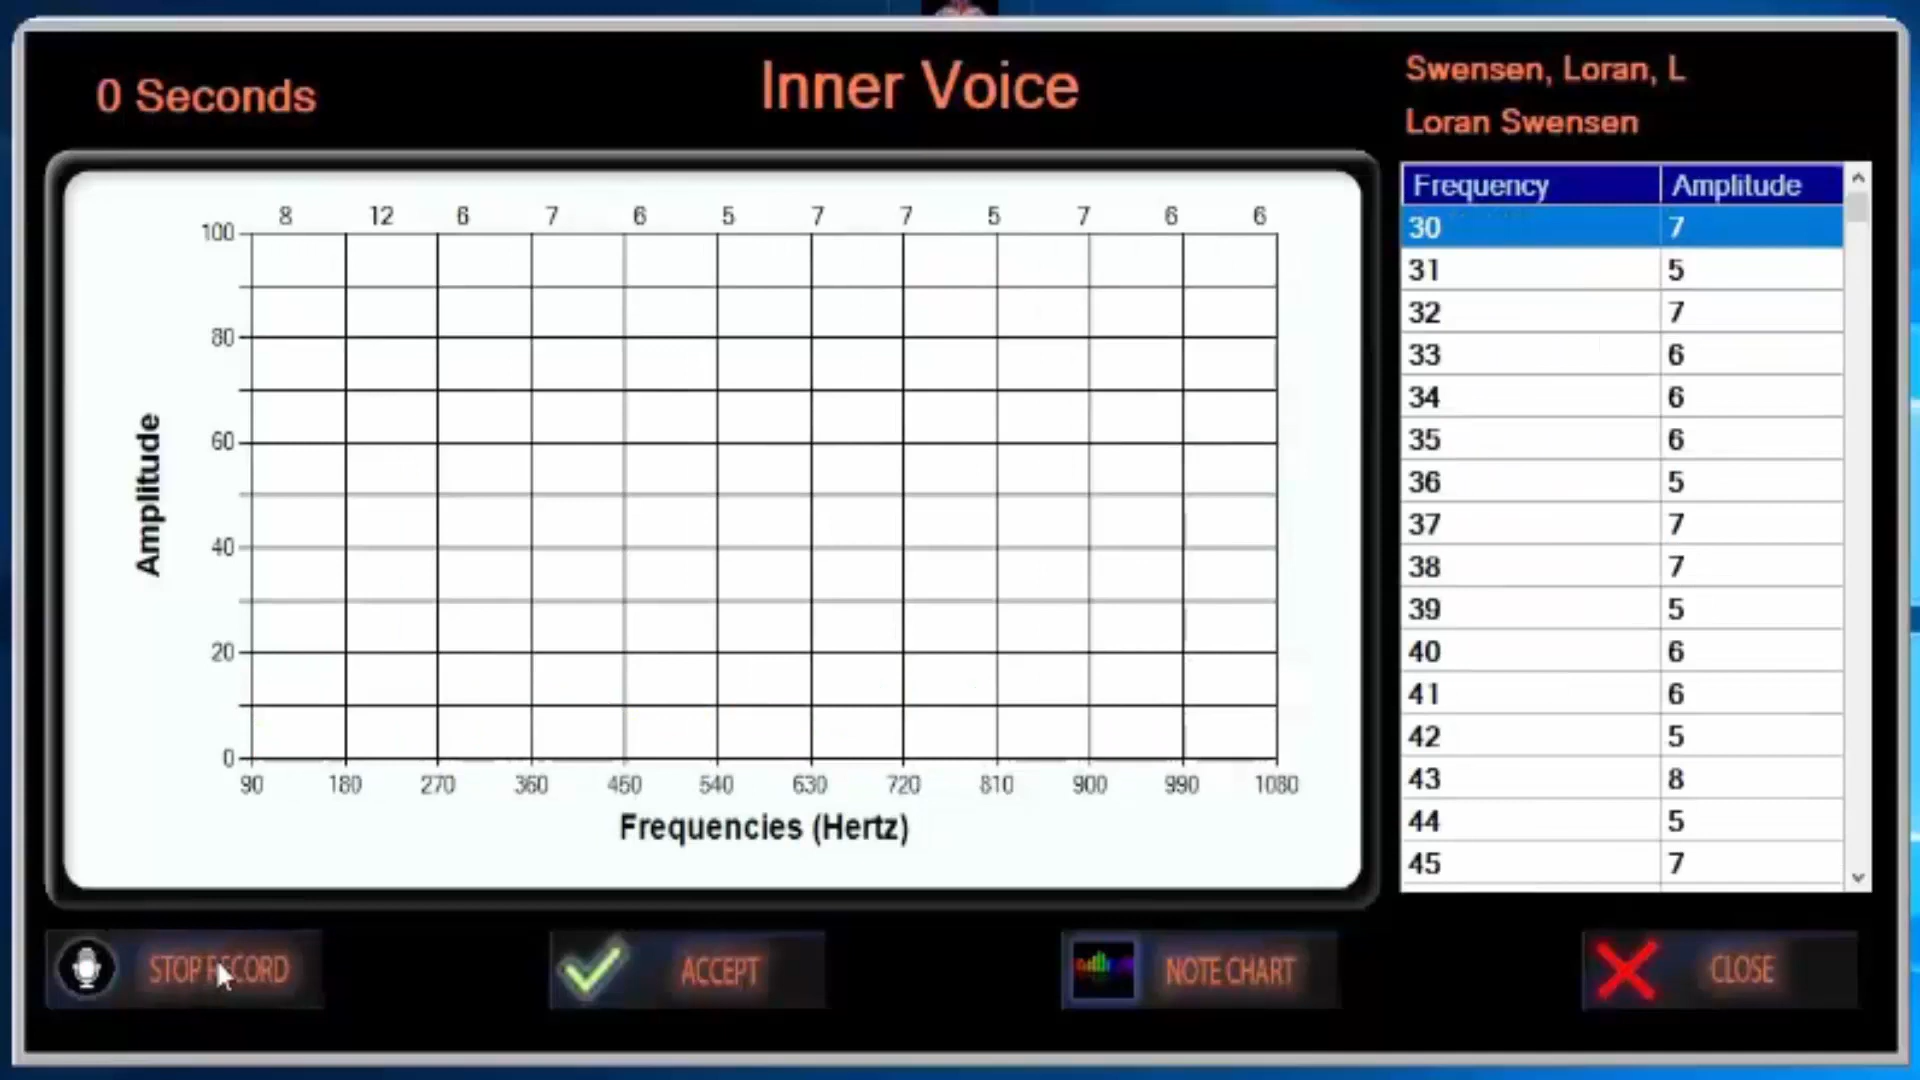 0 Seconds
Inner Voice
Swensen, Loran, L
Loran Swensen
8 12 6 7 6 5 7 7 5 7 6 6
100
80
60
40
20
0
Amplitude
90 180 270 360 450 540 630 720 810 900 990 1080
Frequencies (Hertz)
Frequency Amplitude
30 7
31 5
32 7
33 6
34 6
35 6
36 5
37 7
38 7
39 5
40 6
41 6
42 5
43 8
44 5
45 7
STOP RECORD
ACCEPT
NOTE CHART
CLOSE